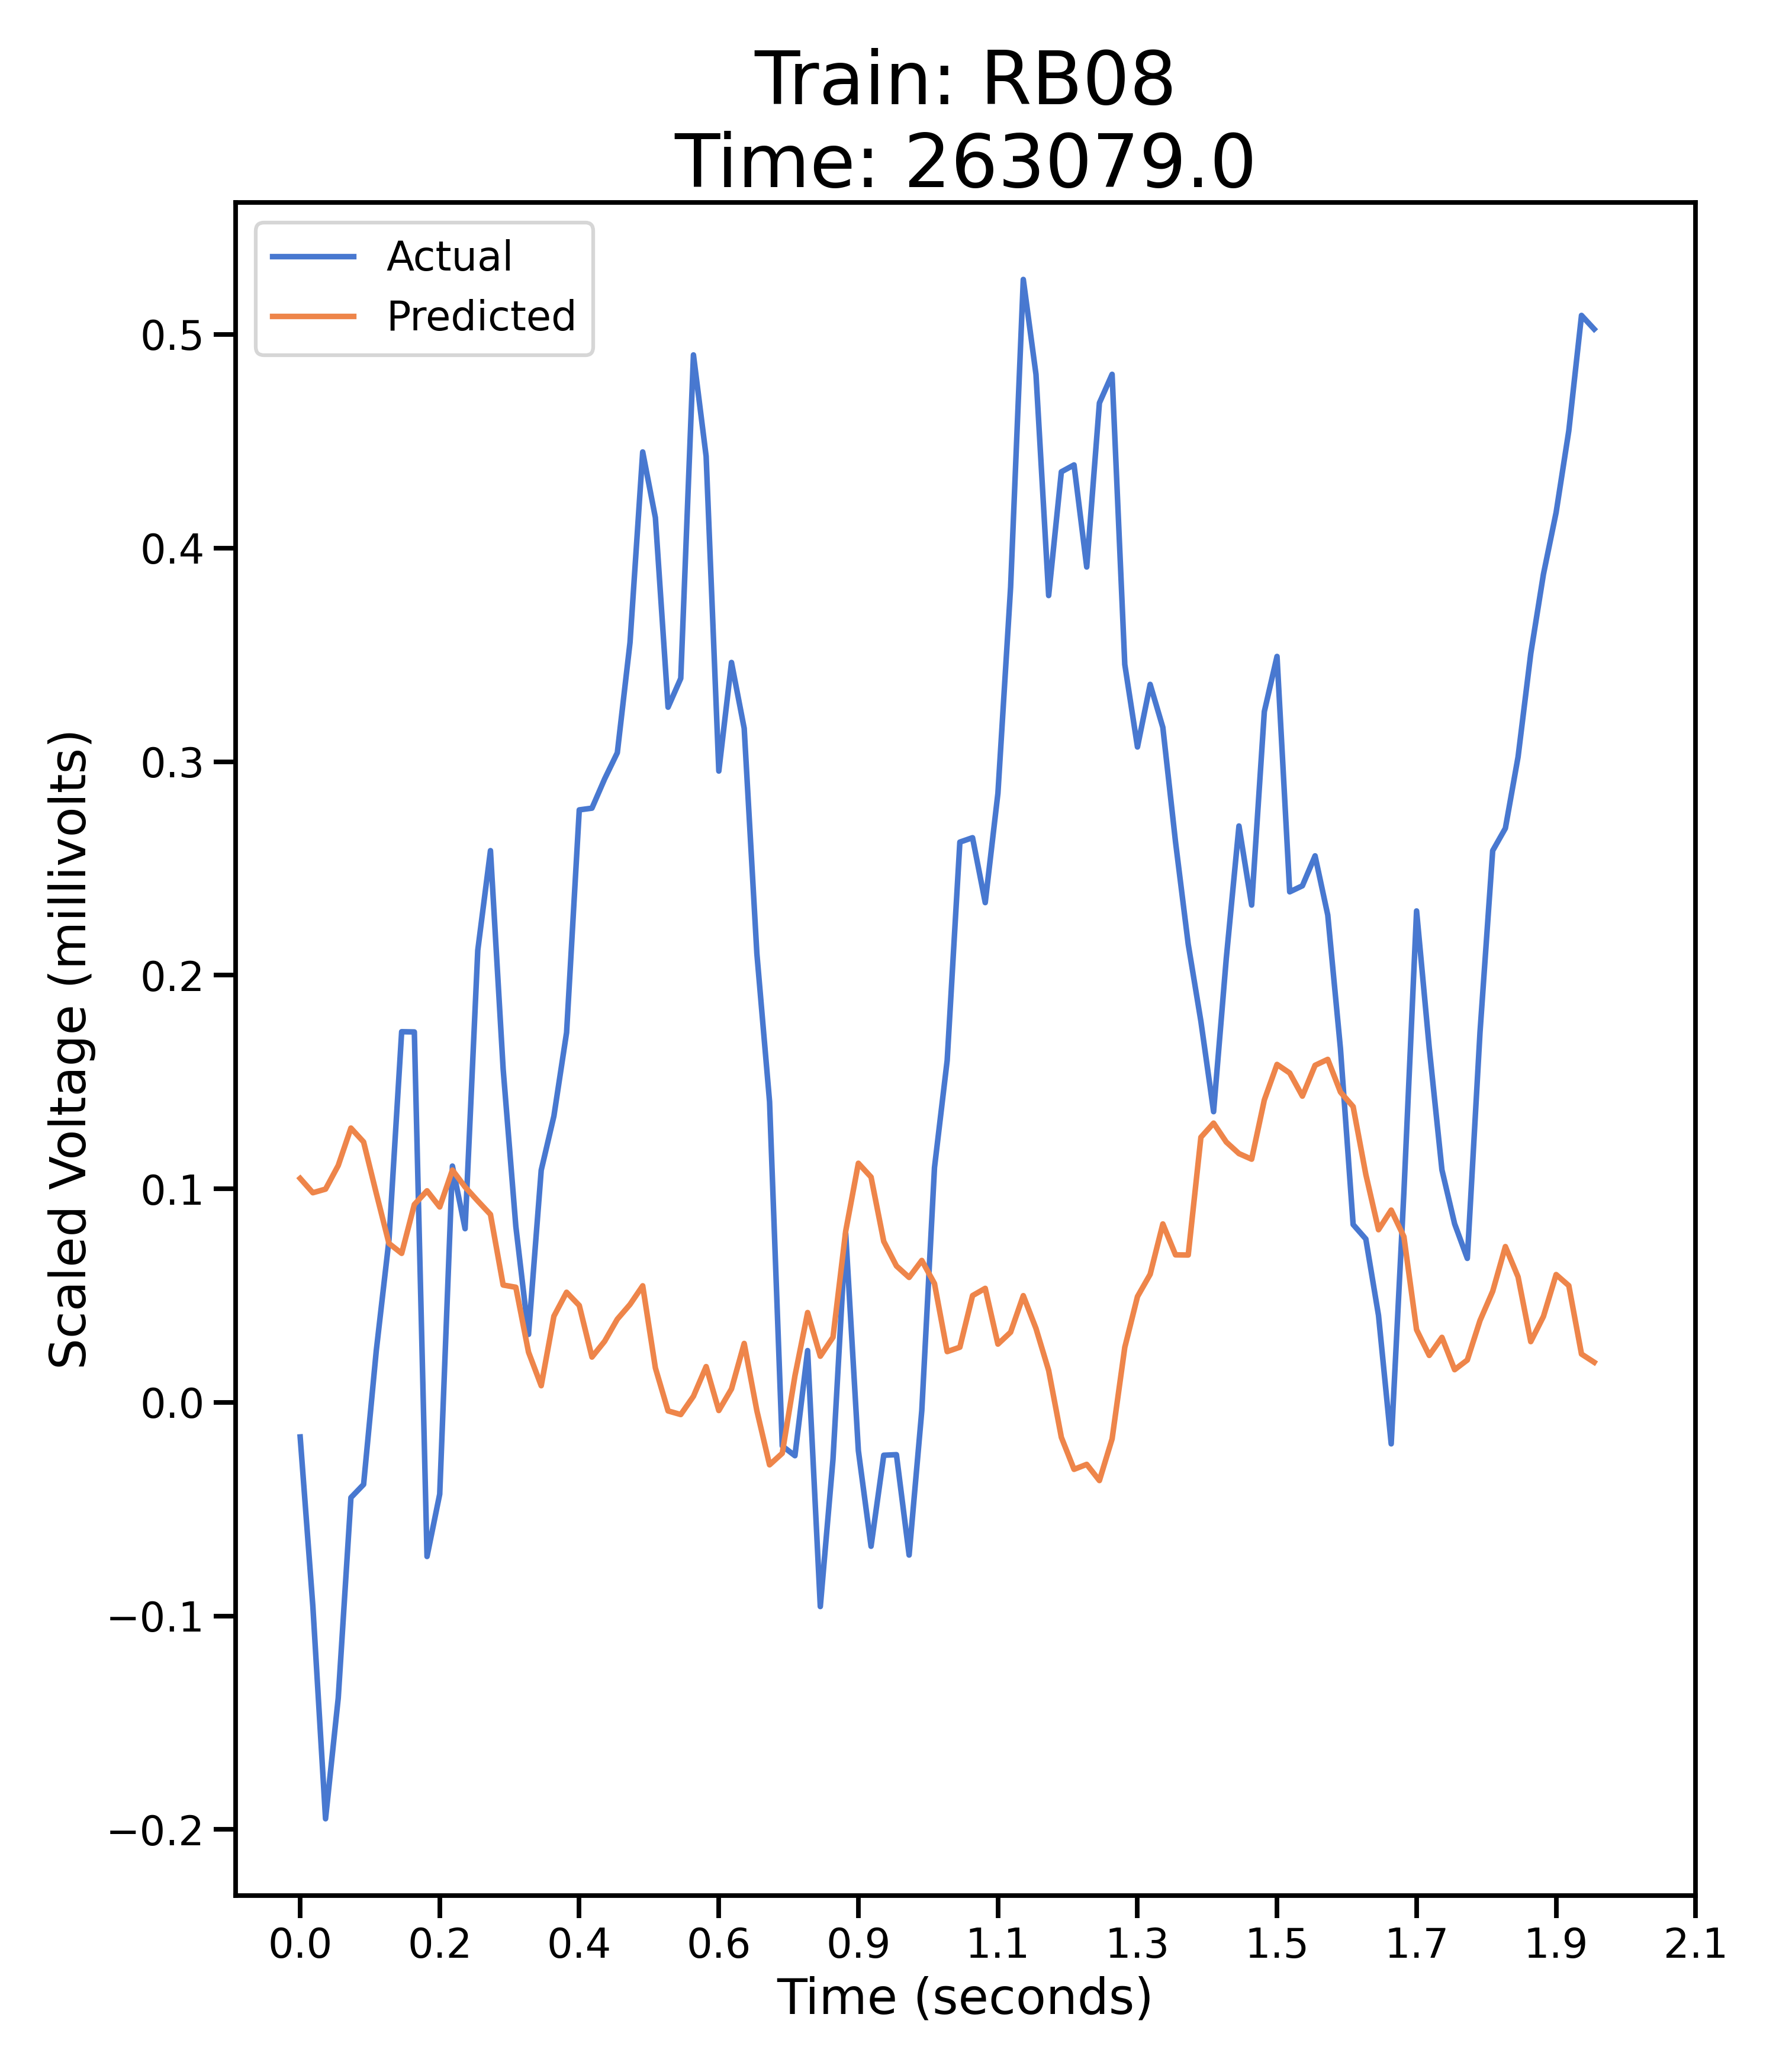 Train: RB08
Time: 263079.0
Actual
Predicted
0.5
0.4
0.3
0.2
0.1
0.0
−0.1
−0.2
Scaled Voltage (millivolts)
0.0 0.2 0.4 0.6 0.9 1.1 1.3 1.5 1.7 1.9 2.1
Time (seconds)